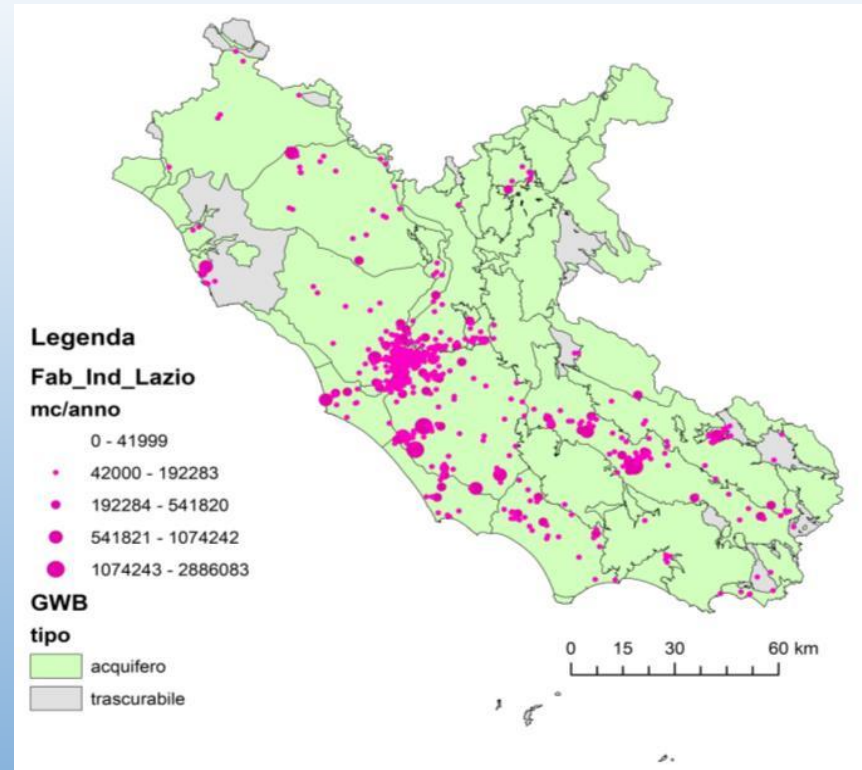 Legenda
Fab_Ind_Lazio
mc/anno
0 - 41999
42000 - 192283
192284 - 541820
541821 - 1074242
1074243 - 2886083
GWB
tipo
acquifero
trascurabile
0 15 30 60 km